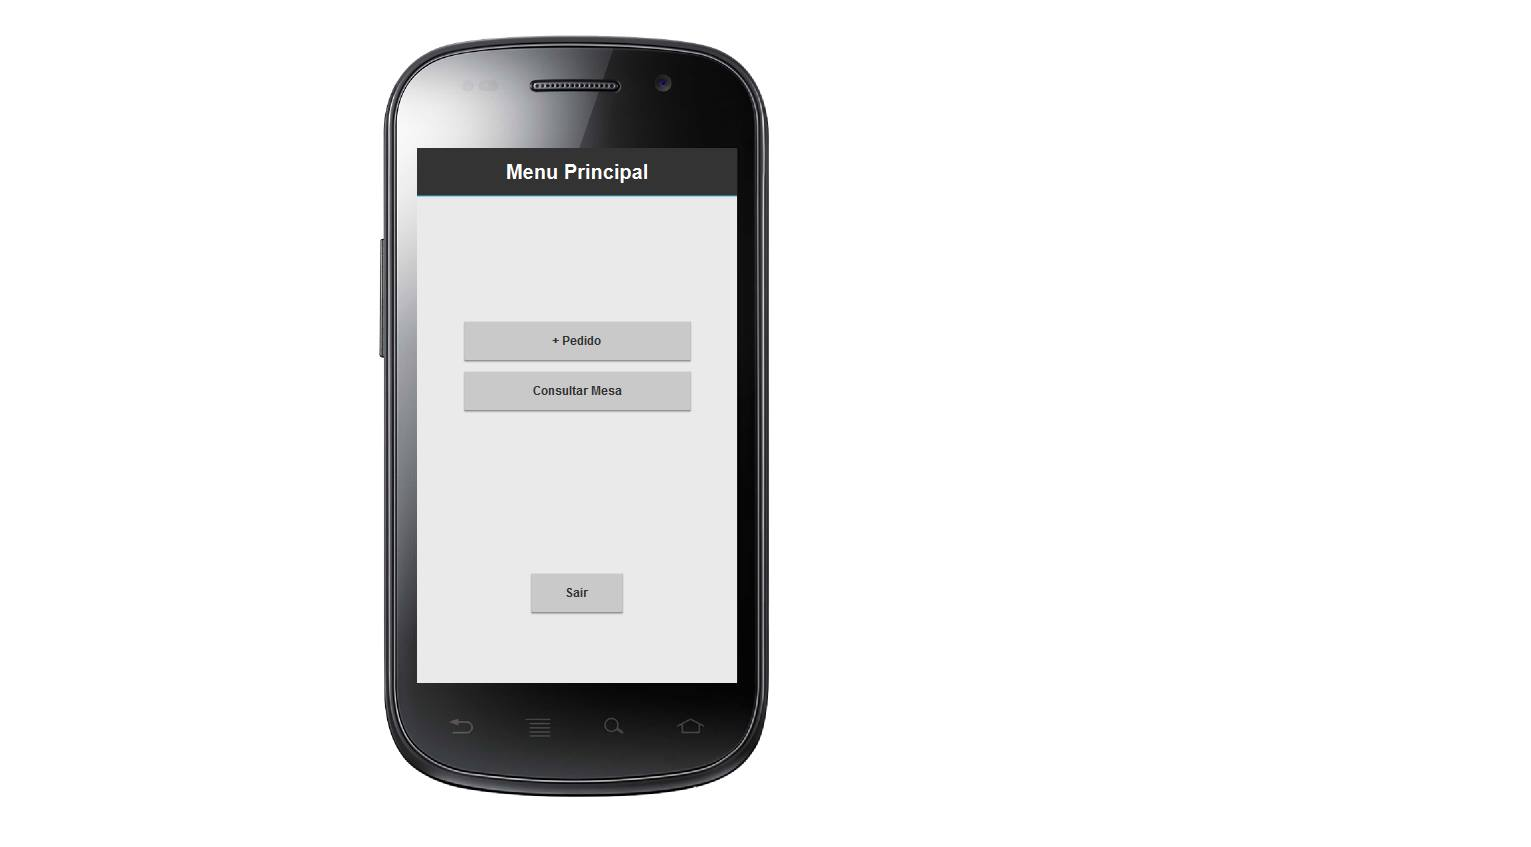 Menu Principal
+ Pedido
Consultar Mesa
Sair